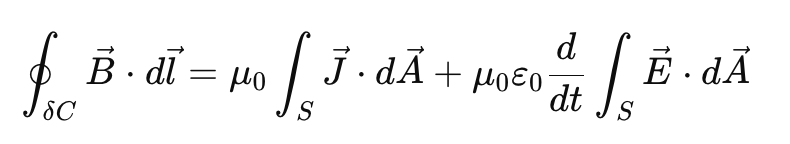 ∮_{δC} B⃗ · dl⃗ = μ₀ ∫_S J⃗ · dA⃗ + μ₀ε₀ d/dt ∫_S E⃗ · dA⃗